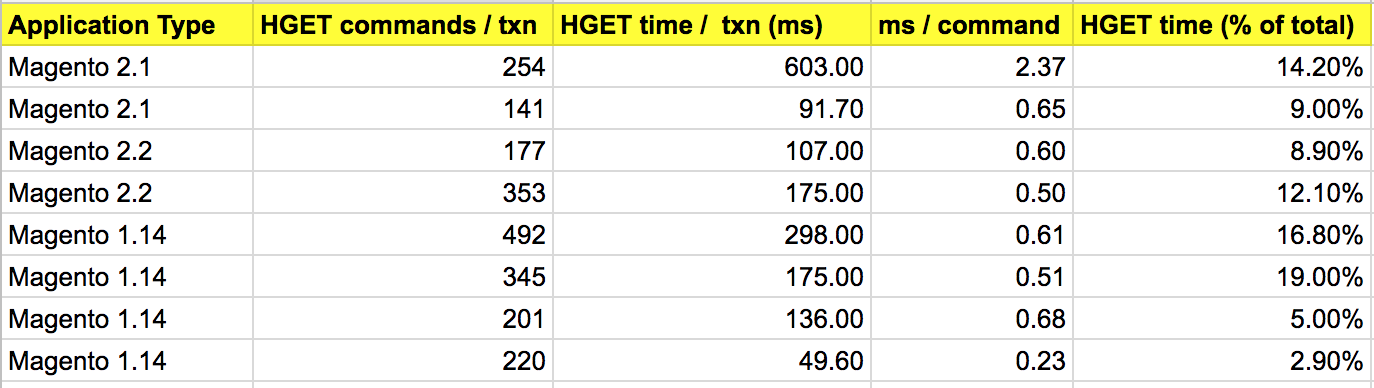 Application Type HGET commands / txn HGET time / txn (ms) ms / command HGET time (% of total)
Magento 2.1 254 603.00 2.37 14.20%
Magento 2.1 141 91.70 0.65 9.00%
Magento 2.2 177 107.00 0.60 8.90%
Magento 2.2 353 175.00 0.50 12.10%
Magento 1.14 492 298.00 0.61 16.80%
Magento 1.14 345 175.00 0.51 19.00%
Magento 1.14 201 136.00 0.68 5.00%
Magento 1.14 220 49.60 0.23 2.90%